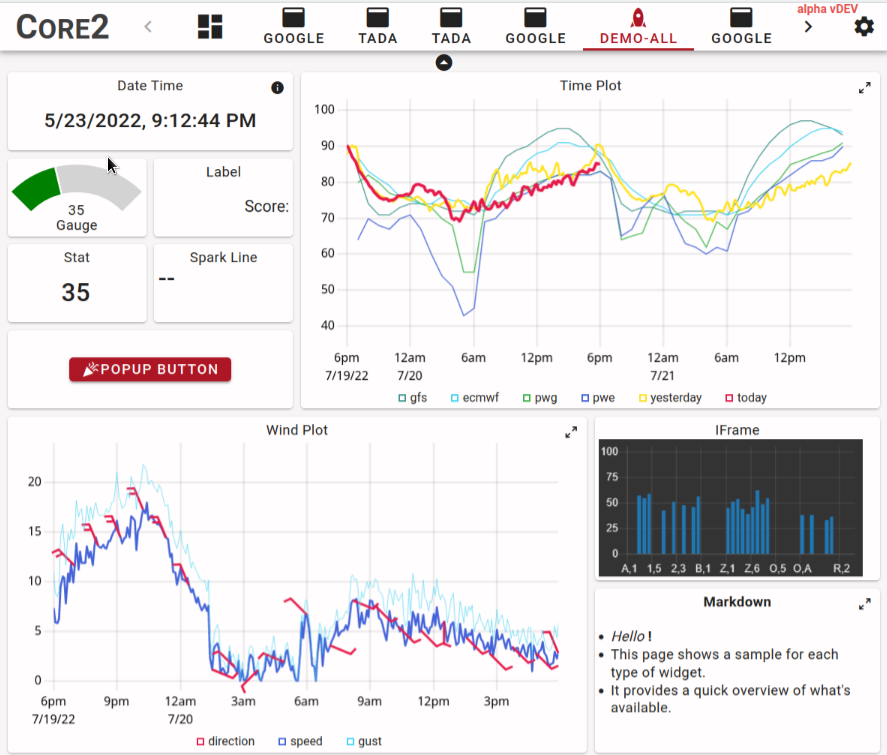 CORE2
GOOGLE
TADA
TADA
GOOGLE
DEMO-ALL
GOOGLE
alpha vDEV
Date Time
5/23/2022, 9:12:44 PM
35
Gauge
Label
Score:
Stat
35
Spark Line
--
POPUP BUTTON
Time Plot
100
90
80
70
60
50
40
6pm 12am 6am 12pm 6pm 12am 6am 12pm
7/19/22 7/20 7/21
gfs ecmwf pwg pwe yesterday today
Wind Plot
20
15
10
5
0
6pm 9pm 12am 3am 6am 9am 12pm 3pm
7/19/22 7/20
direction speed gust
IFrame
100
75
50
25
0
A,1 1,5 2,3 B,1 Z,1 Z,6 O,5 O,A R,2
Markdown
• Hello !
• This page shows a sample for each
type of widget.
• It provides a quick overview of what's
available.